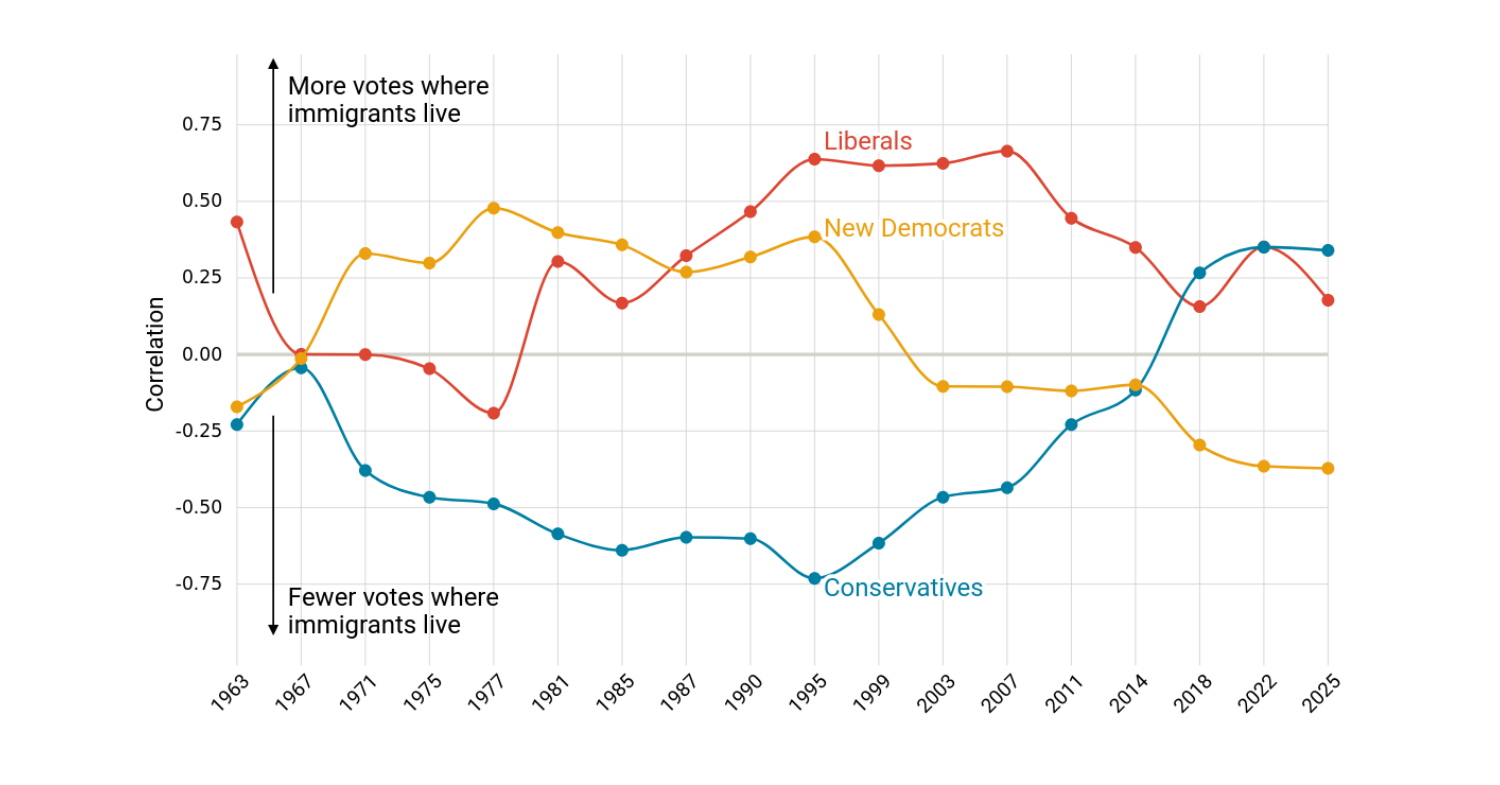 More votes where
immigrants live
0.75
Liberals
0.50
New Democrats
0.25
Correlation
0.00
-0.25
-0.50
-0.75
Conservatives
Fewer votes where
immigrants live
1963 1967 1971 1975 1977 1981 1985 1987 1990 1995 1999 2003 2007 2011 2014 2018 2022 2025